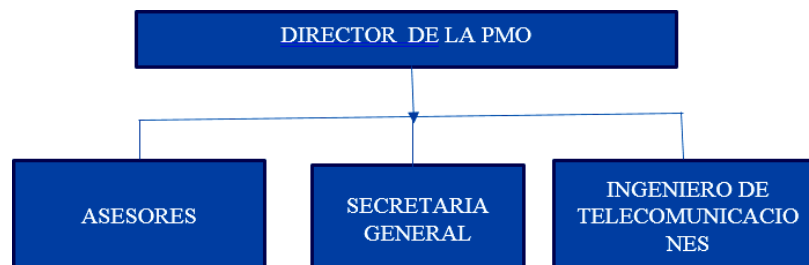 DIRECTOR DE LA PMO
ASESORES
SECRETARIA
GENERAL
INGENIERO DE
TELECOMUNICACIO
NES